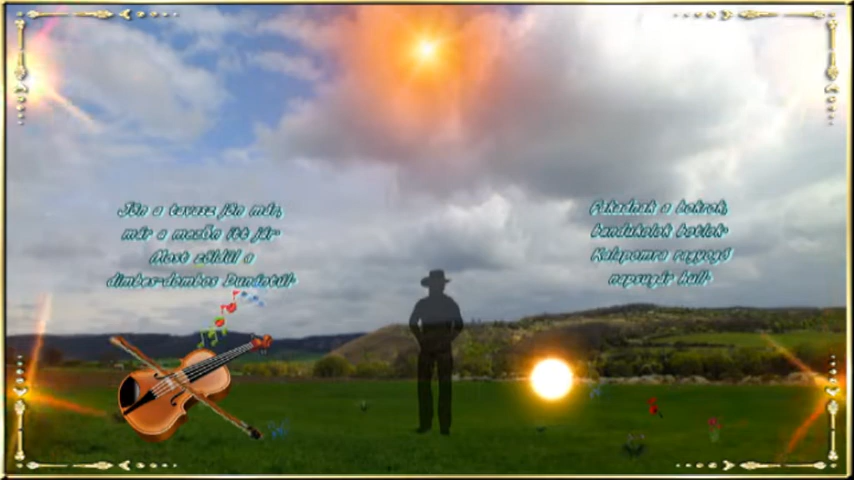 Jön a tavasz jön már,
már a mezőn itt jár.
Most zöldül a
dimbes-dombos Dunántúl.
Fakadnak a bokrok,
bandukolok botlok.
Kalapomra ragyogó
napsugár hull.